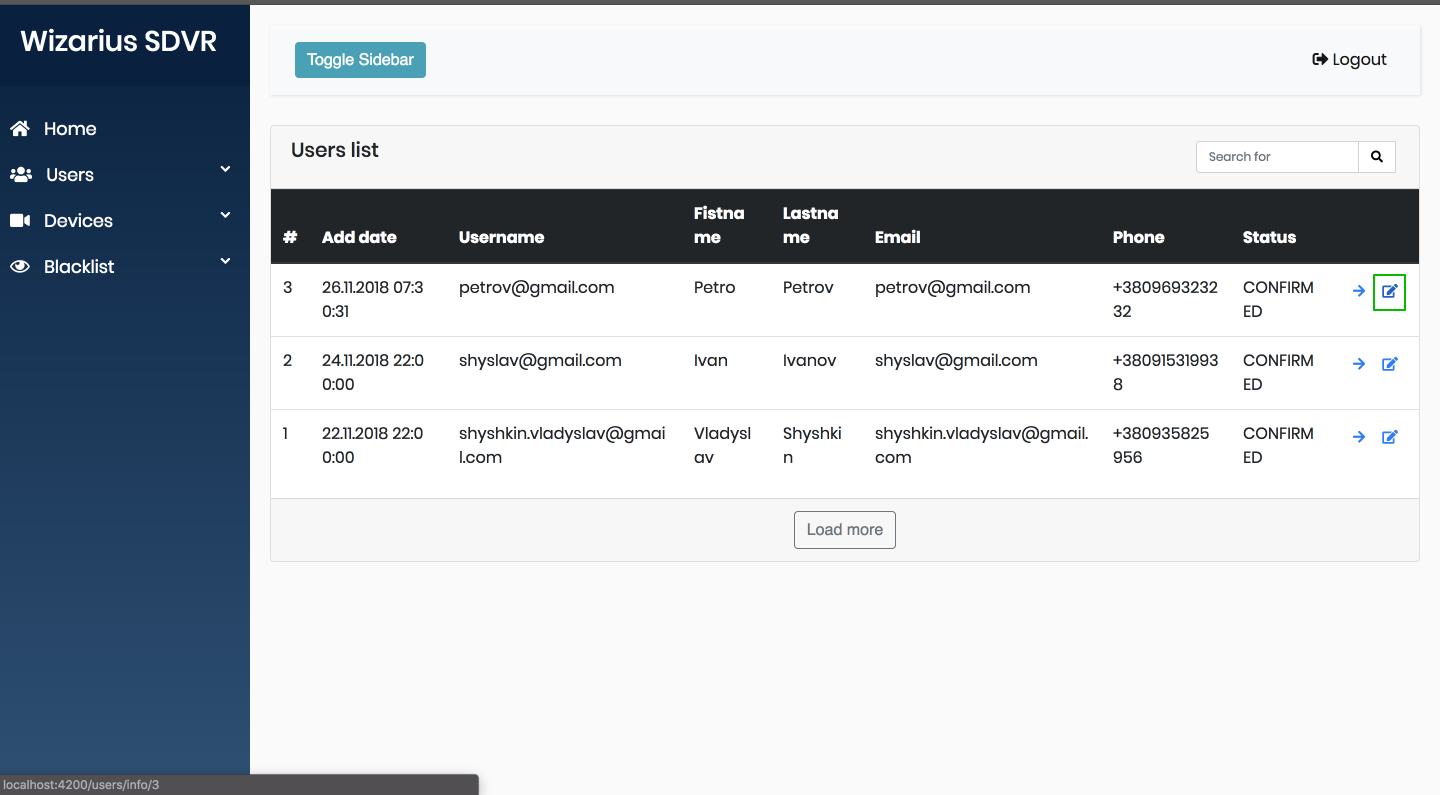 Wizarius SDVR
Toggle Sidebar
Logout
Home
Users
Devices
Blacklist
Users list
Search for
# Add date Username Fistna Lastna Email Phone Status
me me
3 26.11.2018 07:3 petrov@gmail.com Petro Petrov petrov@gmail.com +3809693232 CONFIRM
0:31 32 ED
2 24.11.2018 22:0 shyslav@gmail.com Ivan Ivanov shyslav@gmail.com +38091531993 CONFIRM
0:00 8 ED
1 22.11.2018 22:0 shyshkin.vladyslav@gmai Vladysl Shyshki shyshkin.vladyslav@gmail. +380935825 CONFIRM
0:00 l.com av n com 956 ED
Load more
localhost:4200/users/info/3